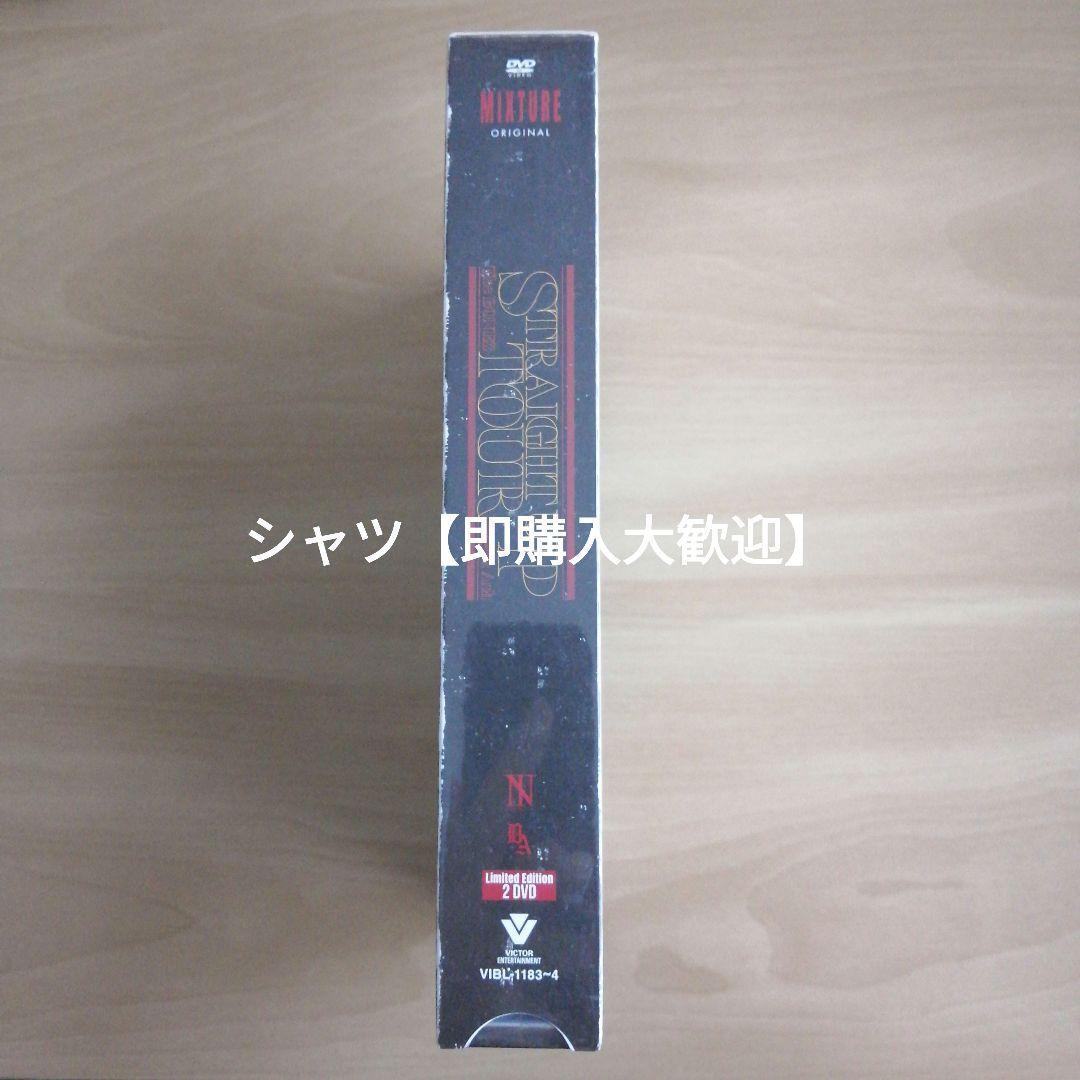 DVD
VIDEO
MIXTURE
ORIGINAL
STRAIGHT UP
TOUR
シャツ【即購入大歓迎】
N
BA
Limited Edition
2 DVD
VICTOR
ENTERTAINMENT
VIBL-1183~4